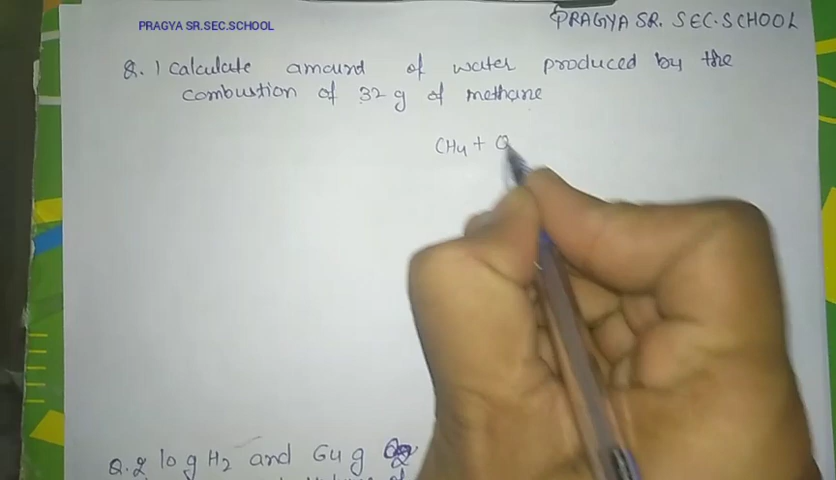 PRAGYA SR.SEC.SCHOOL
PRAGYA SR. SEC. SCHOOL
Q. 1 Calculate amound of water produced by the
combustion of 32 g of methane
CH4 + O
Q.2 10 g H2 and 64 g